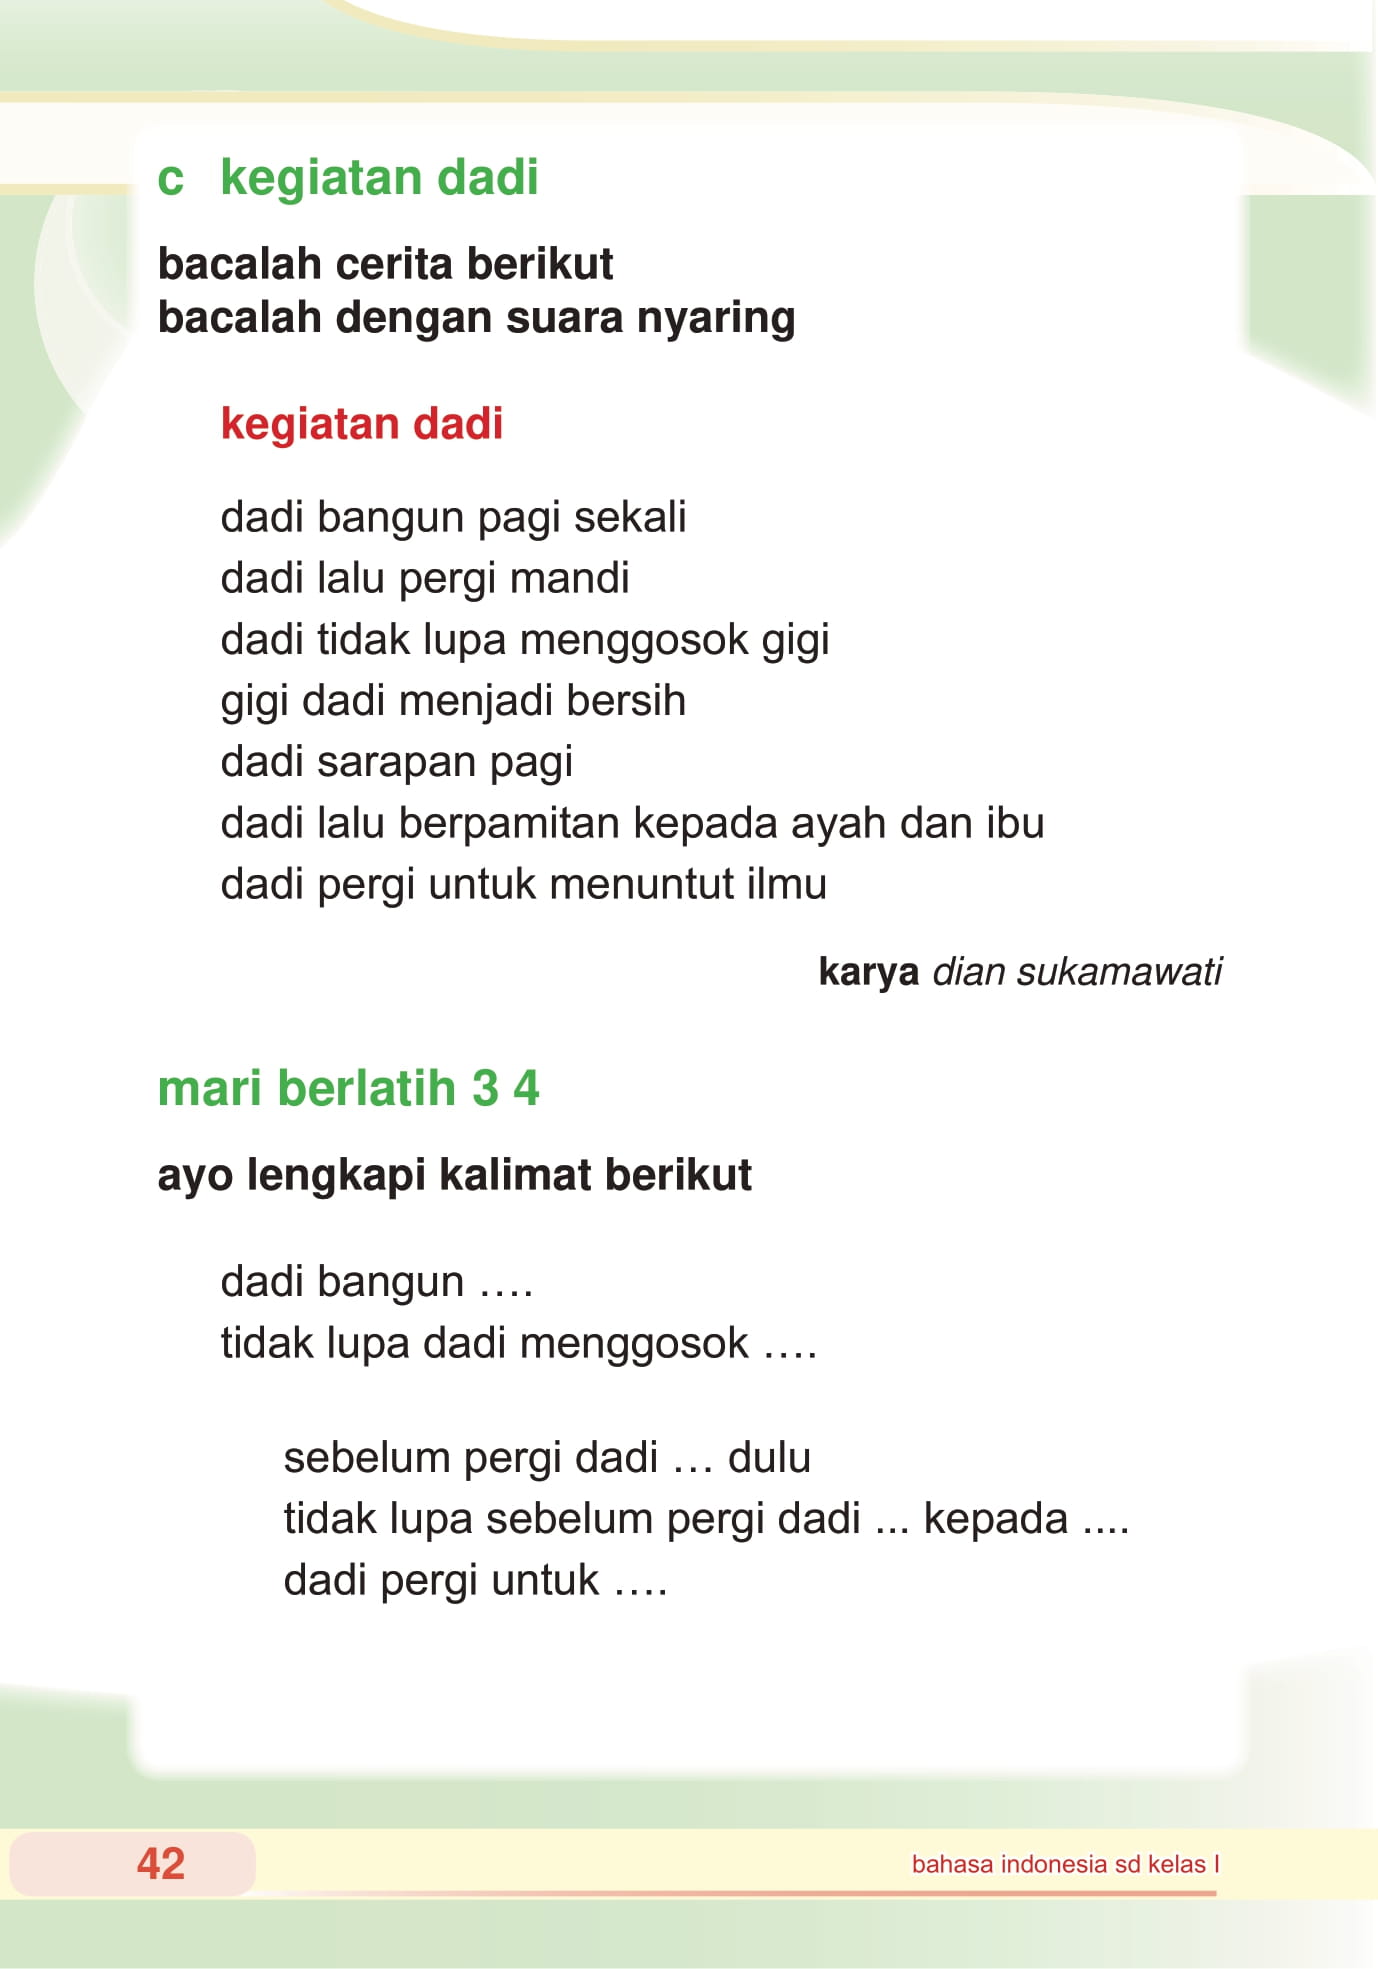 c kegiatan dadi
bacalah cerita berikut
bacalah dengan suara nyaring
kegiatan dadi
dadi bangun pagi sekali
dadi lalu pergi mandi
dadi tidak lupa menggosok gigi
gigi dadi menjadi bersih
dadi sarapan pagi
dadi lalu berpamitan kepada ayah dan ibu
dadi pergi untuk menuntut ilmu
karya dian sukamawati
mari berlatih 3 4
ayo lengkapi kalimat berikut
dadi bangun ....
tidak lupa dadi menggosok ....
sebelum pergi dadi ... dulu
tidak lupa sebelum pergi dadi ... kepada ....
dadi pergi untuk ....
42
bahasa indonesia sd kelas I